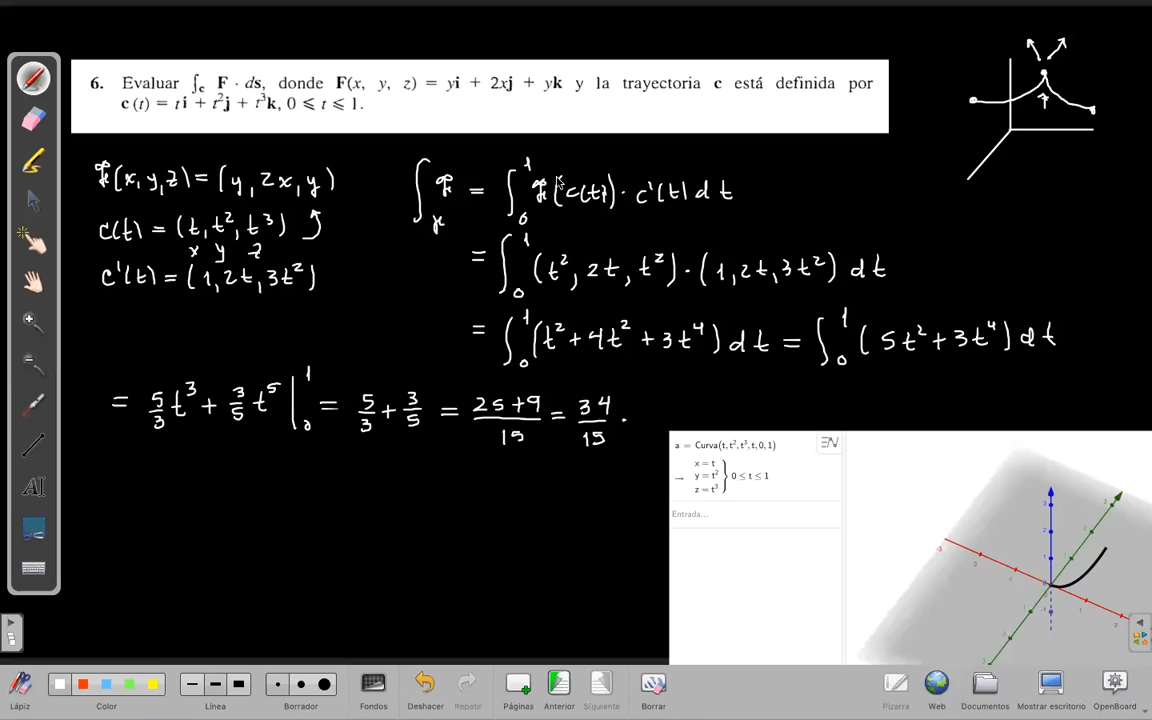 6. Evaluar ∫c F · ds, donde F(x, y, z) = yi + 2xj + yk y la trayectoria c está definida por
c (t) = ti + t²j + t³k, 0 ⩽ t ⩽ 1.
F(x,y,z) = (y, 2x, y)
c(t) = (t, t², t³)
x y z
c'(t) = (1, 2t, 3t²)
= ∫₀¹ F(c(t)) · c'(t) dt
= ∫₀¹ (t², 2t, t²) · (1, 2t, 3t²) dt
= ∫₀¹ (t² + 4t² + 3t⁴) dt = ∫₀¹ (5t² + 3t⁴) dt
= 5/3 t³ + 3/5 t⁵ |₀¹ = 5/3 + 3/5 = 25+9/15 = 34/15.
a = Curva(t, t², t³, t, 0, 1)
→ x = t
y = t²
z = t³
0 ≤ t ≤ 1
Entrada...
Lápiz Color Línea Borrador Fondos Deshacer Repetir Páginas Anterior Siguiente Borrar Pizarra Web Documentos Mostrar escritorio OpenBoard